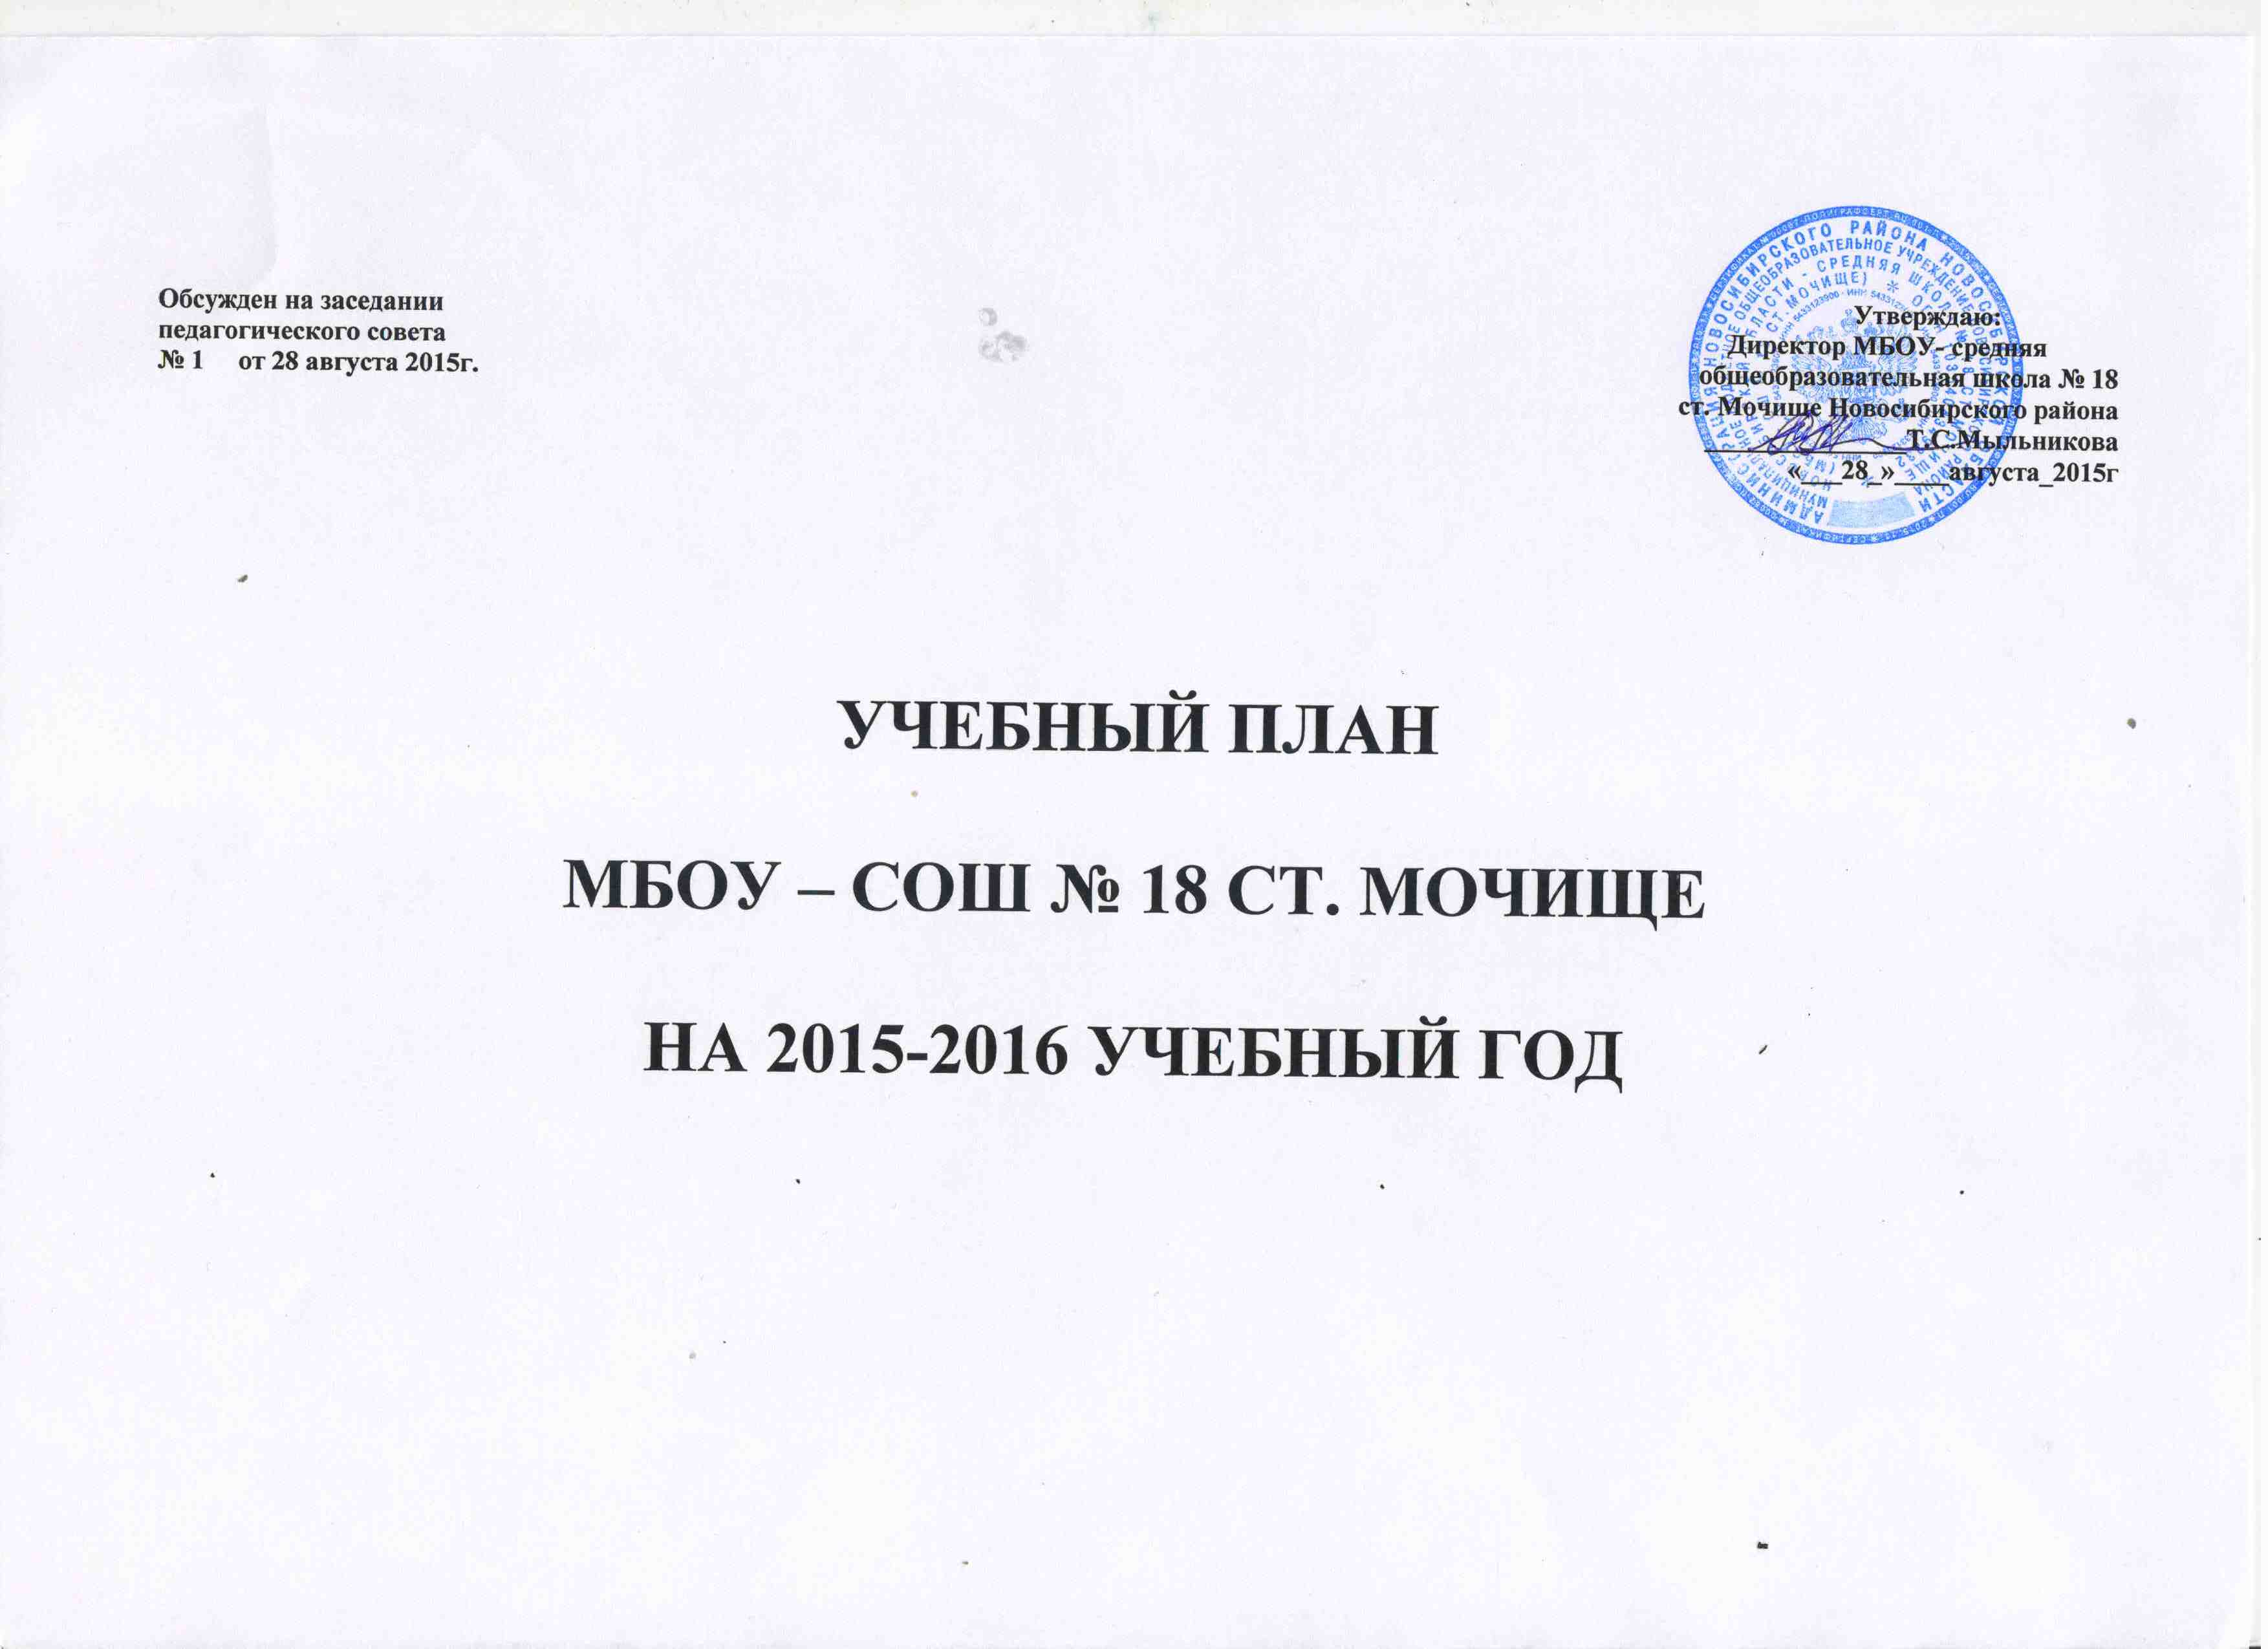 Обсужден на заседании
педагогического совета
№ 1 от 28 августа 2015г.
Утверждаю:
Директор МБОУ- средняя
общеобразовательная школа № 18
ст. Мочище Новосибирского района
_______________Т.С.Мыльникова
«___28_»____августа_2015г
УЧЕБНЫЙ ПЛАН
МБОУ – СОШ № 18 СТ. МОЧИЩЕ
НА 2015-2016 УЧЕБНЫЙ ГОД